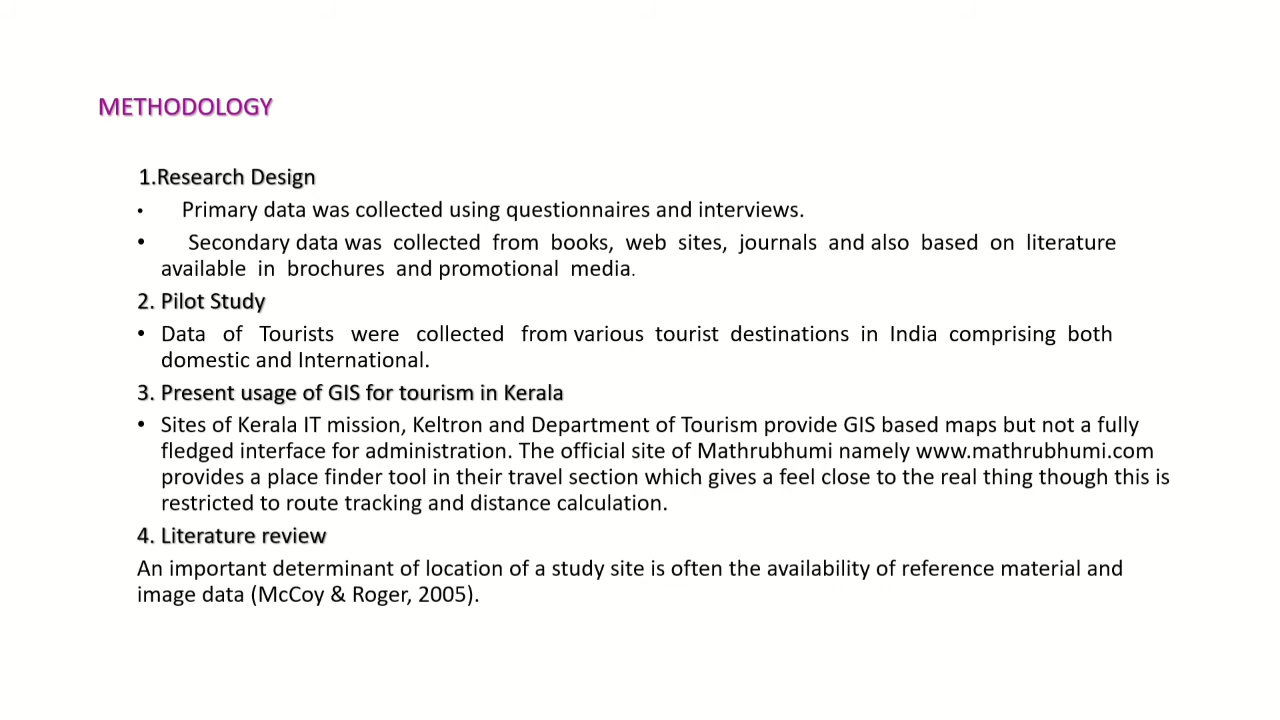 METHODOLOGY
1.Research Design
• Primary data was collected using questionnaires and interviews.
• Secondary data was collected from books, web sites, journals and also based on literature
available in brochures and promotional media.
2. Pilot Study
• Data of Tourists were collected from various tourist destinations in India comprising both
domestic and International.
3. Present usage of GIS for tourism in Kerala
• Sites of Kerala IT mission, Keltron and Department of Tourism provide GIS based maps but not a fully
fledged interface for administration. The official site of Mathrubhumi namely www.mathrubhumi.com
provides a place finder tool in their travel section which gives a feel close to the real thing though this is
restricted to route tracking and distance calculation.
4. Literature review
An important determinant of location of a study site is often the availability of reference material and
image data (McCoy & Roger, 2005).